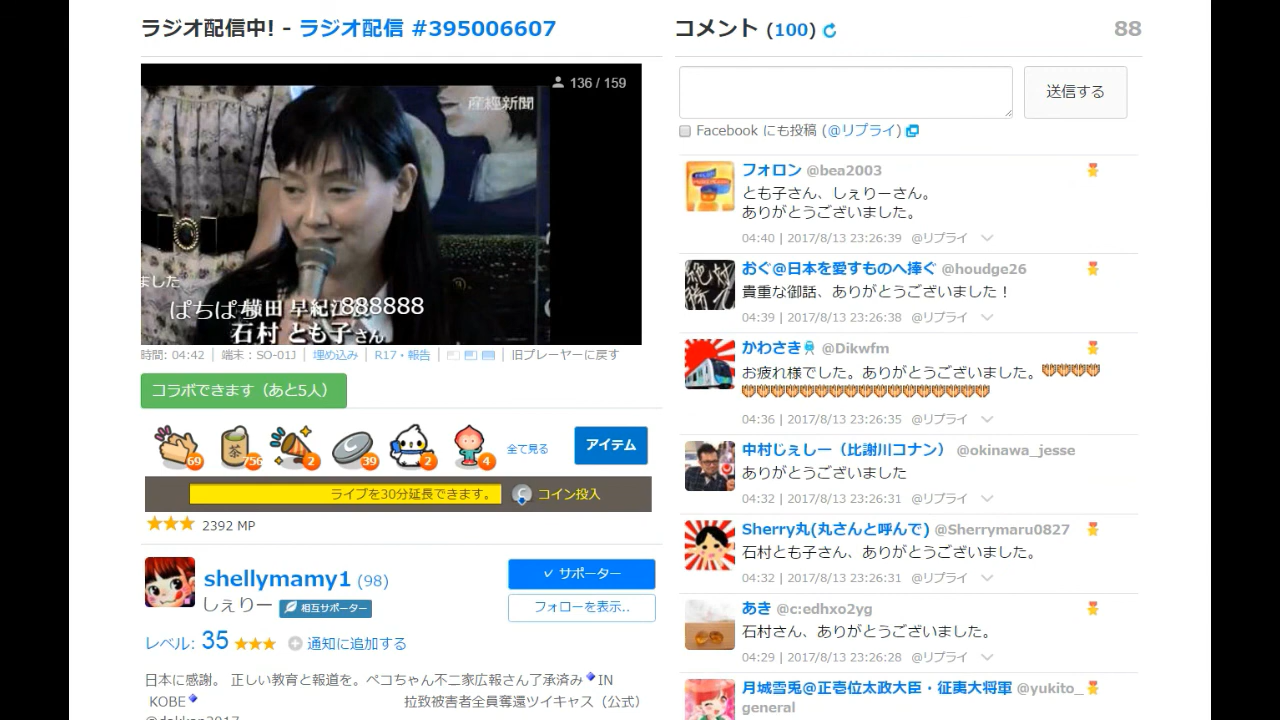 ラジオ配信中! - ラジオ配信 #395006607
136 / 159
産経新聞
ました
ぱちぱち
888888
横田 早紀江
石村 とも子さん
時間: 04:42 | 端末 : SO-01J | 埋め込み | R17・報告 | 旧プレーヤーに戻す
コラボできます（あと5人）
69
茶
756
2
39
2
4
全て見る
アイテム
ライブを30分延長できます。
C コイン投入
2392 MP
shellymamy1 (98)
しぇりー 相互サポーター
✓ サポーター
フォローを表示..
レベル: 35 通知に追加する
日本に感謝。 正しい教育と報道を。ペコちゃん不二家広報さん了承済み🔹IN
KOBE🔹 拉致被害者全員奪還ツイキャス（公式）
@dakkan2017
コメント (100)
88
送信する
Facebook にも投稿 (@リプライ)
フォロン @bea2003
とも子さん、しぇりーさん。
ありがとうございました。
04:40 | 2017/8/13 23:26:39 @リプライ
おぐ@日本を愛すものへ捧ぐ @houdge26
貴重な御話、ありがとうございました！
04:39 | 2017/8/13 23:26:38 @リプライ
かわさき @Dikwfm
お疲れ様でした。ありがとうございました。
04:36 | 2017/8/13 23:26:35 @リプライ
中村じぇしー（比謝川コナン） @okinawa_jesse
ありがとうございました
04:32 | 2017/8/13 23:26:31 @リプライ
Sherry丸(丸さんと呼んで) @Sherrymaru0827
石村とも子さん、ありがとうございました。
04:32 | 2017/8/13 23:26:31 @リプライ
あき @c:edhxo2yg
石村さん、ありがとうございました。
04:29 | 2017/8/13 23:26:28 @リプライ
月城雪兎@正壱位太政大臣・征夷大将軍 @yukito_
general